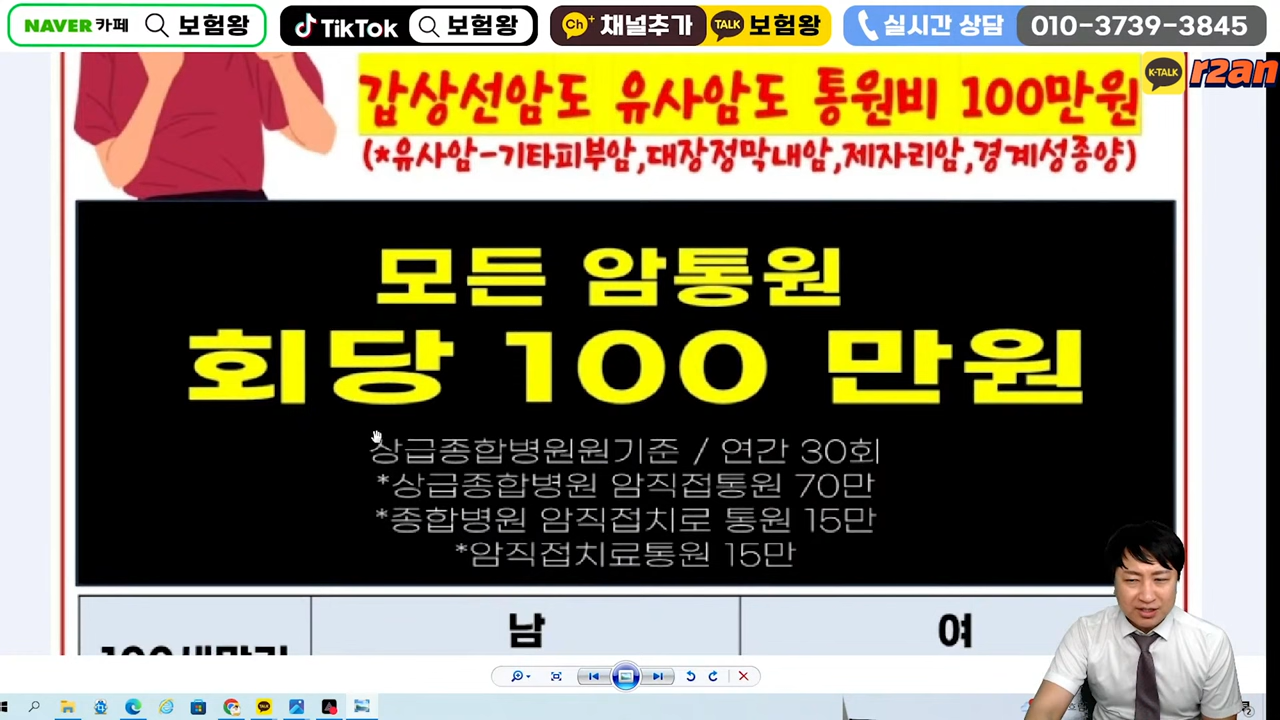 NAVER 카페 보험왕 TikTok 보험왕 Ch+ 채널추가 TALK 보험왕 실시간 상담 010-3739-3845
K-TALK r2an
갑상선암도 유사암도 통원비 100만원
(*유사암-기타피부암,대장정막내암,제자리암,경계성종양)
모든 암통원
회당 100 만원
상급종합병원원기준 / 연간 30회
*상급종합병원 암직접통원 70만
*종합병원 암직접치로 통원 15만
*암직접치료통원 15만
남 여